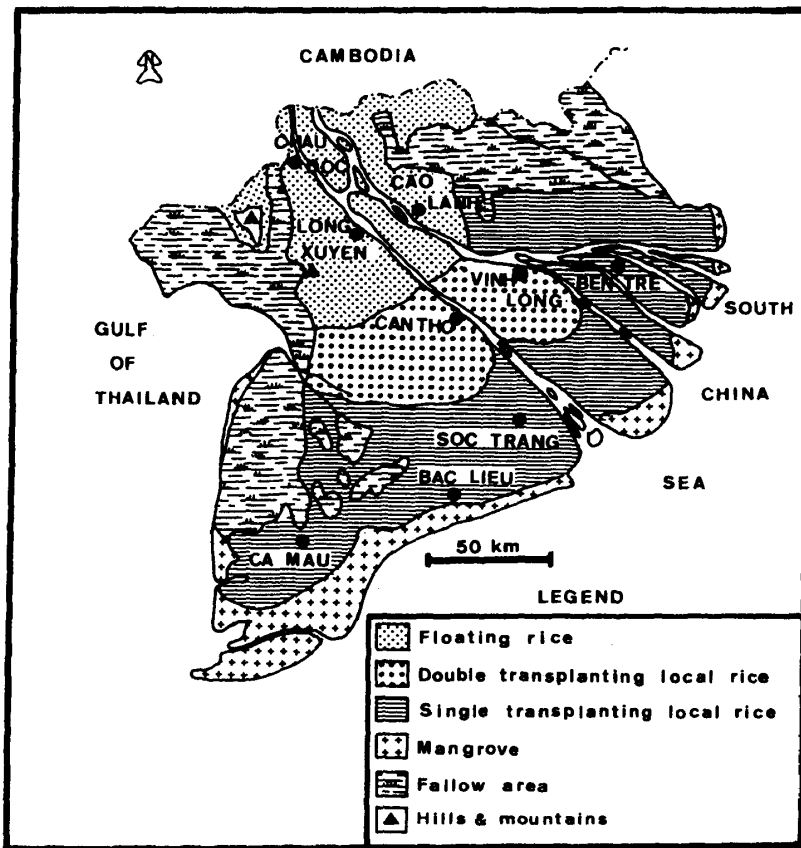 CAMBODIA
CHAU
DOC
CAO
LANH
LONG
XUYEN
VINH
LONG
BEN TRE
CAN THO
SOUTH
GULF
OF
THAILAND
CHINA
SOC TRANG
BAC LIEU
SEA
CA MAU
50 km
LEGEND
Floating rice
Double transplanting local rice
Single transplanting local rice
Mangrove
Fallow area
Hills & mountains